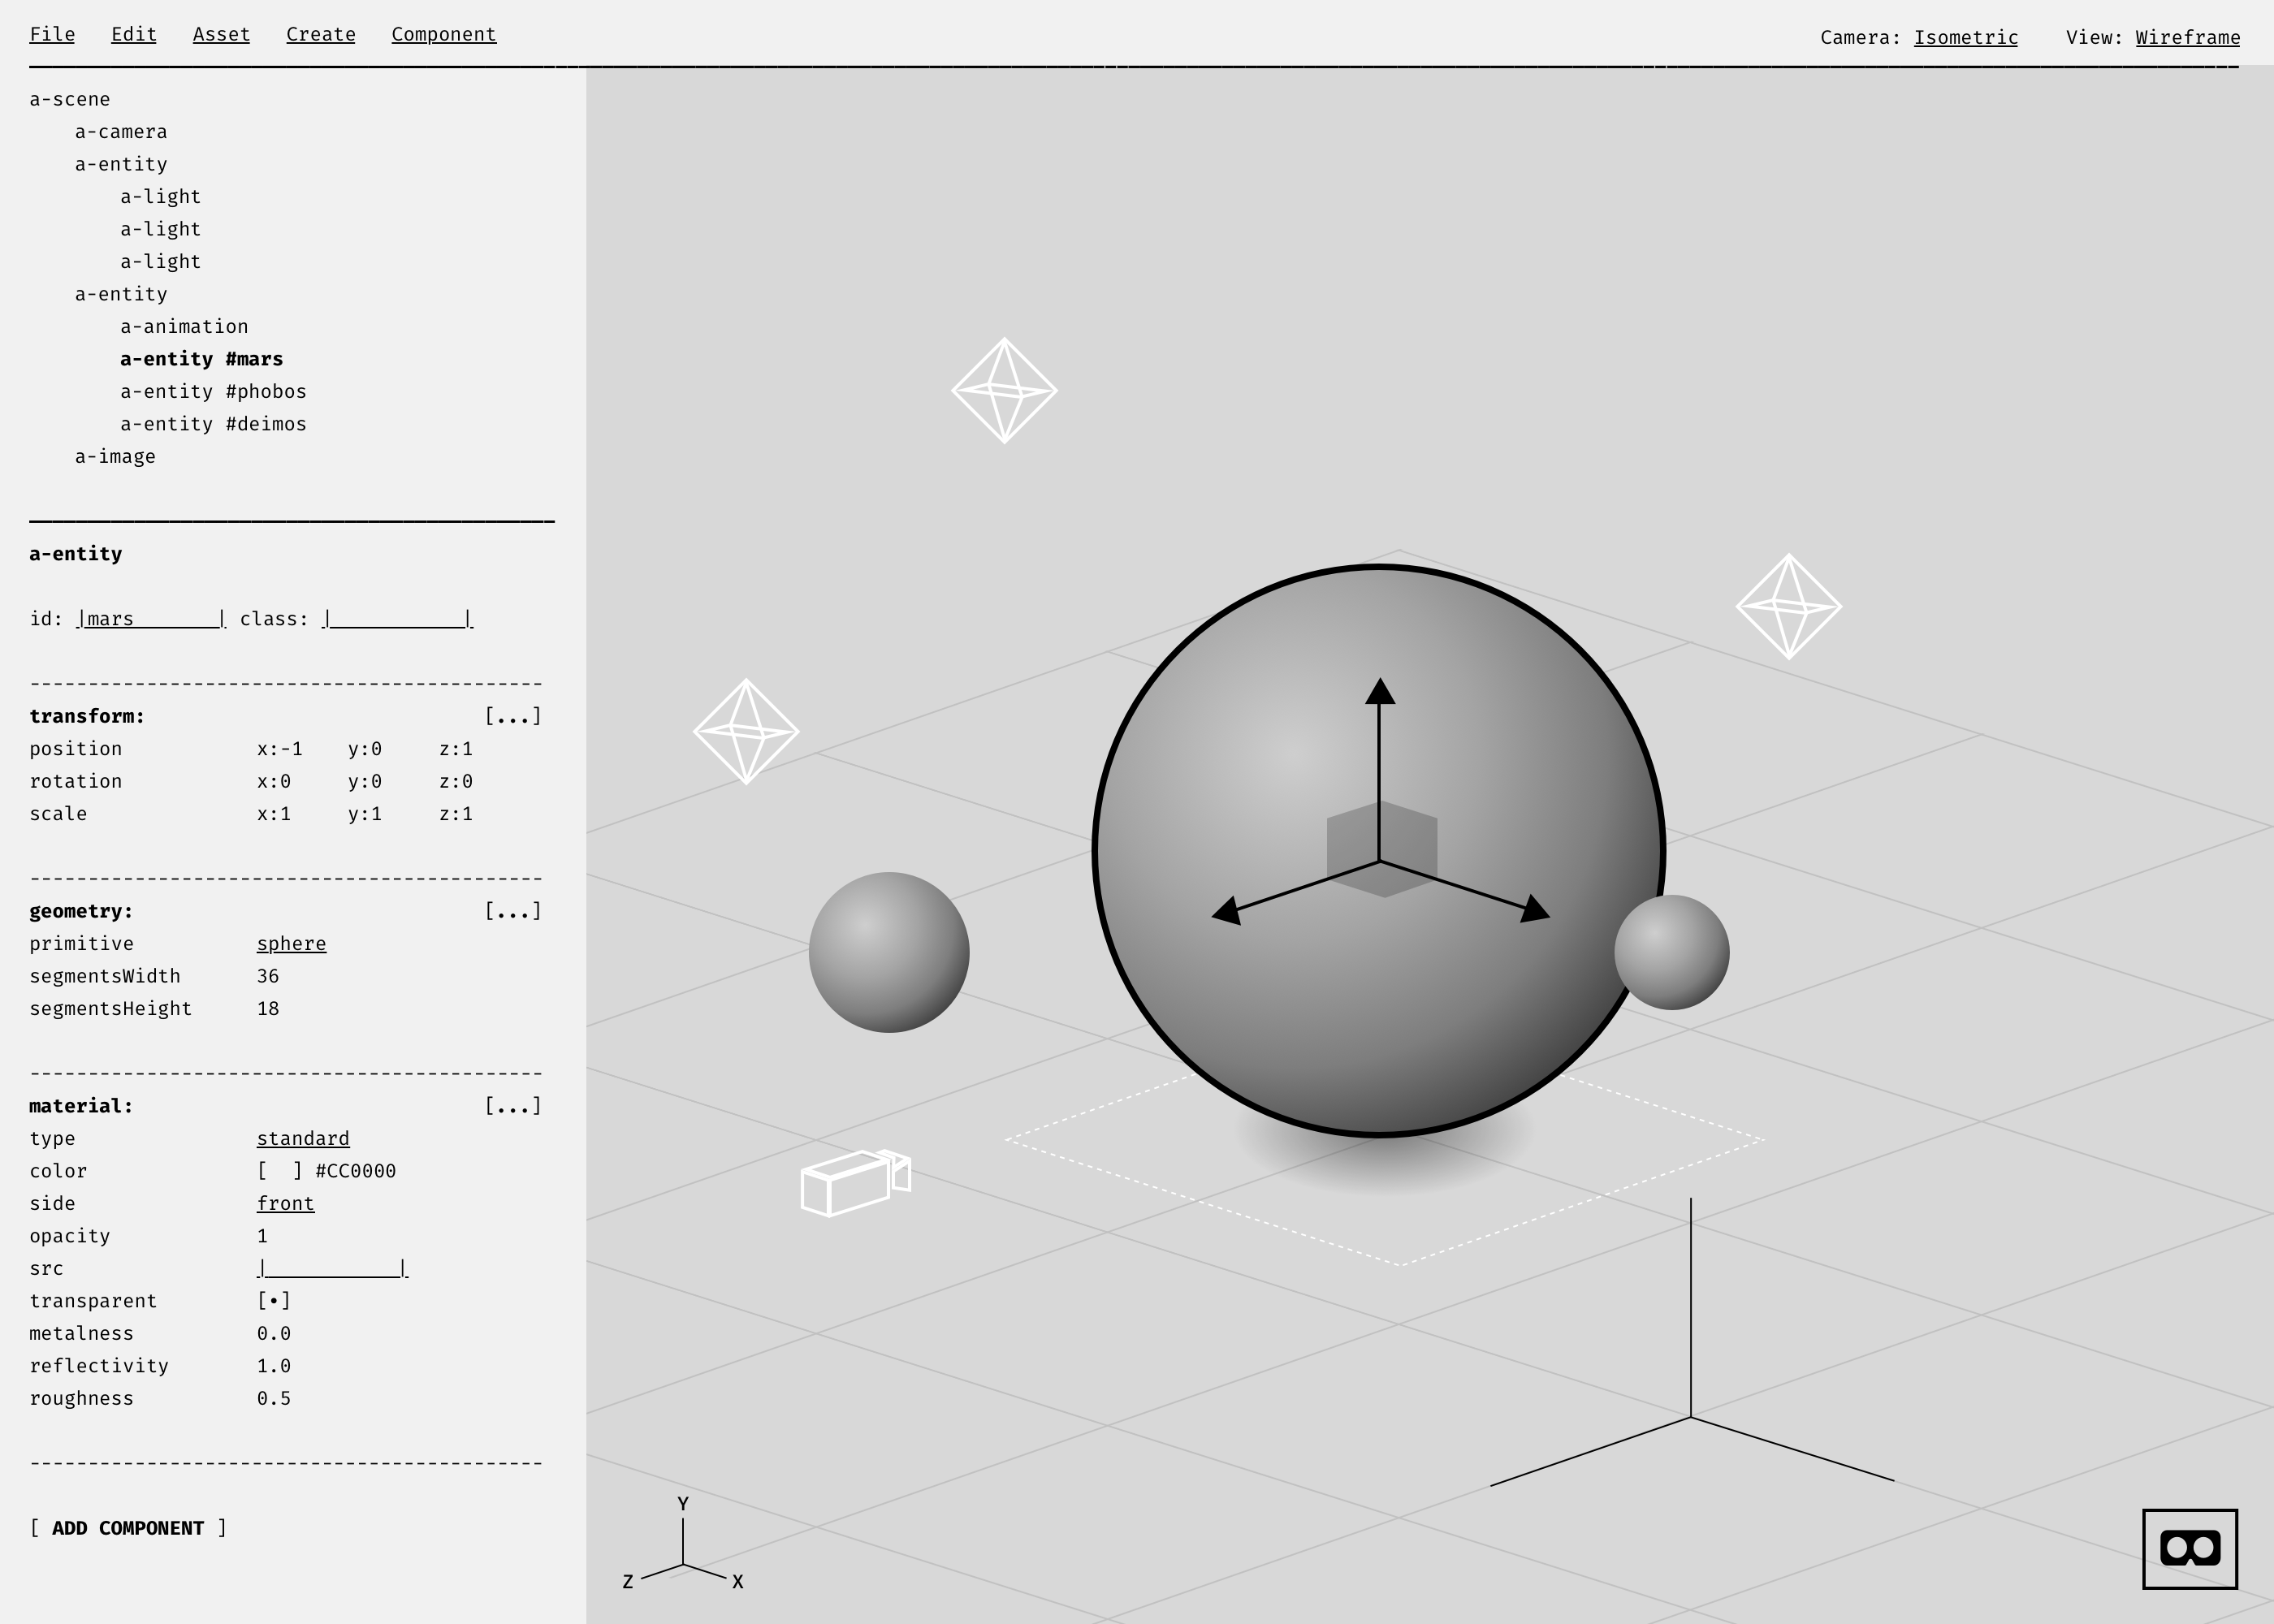 File Edit Asset Create Component Camera: Isometric View: Wireframe
a-scene
a-camera
a-entity
a-light
a-light
a-light
a-entity
a-animation
a-entity #mars
a-entity #phobos
a-entity #deimos
a-image
a-entity
id: |mars | class: | |
transform: [...]
position x:-1 y:0 z:1
rotation x:0 y:0 z:0
scale x:1 y:1 z:1
geometry: [...]
primitive sphere
segmentsWidth 36
segmentsHeight 18
material: [...]
type standard
color [ ] #CC0000
side front
opacity 1
src | |
transparent [•]
metalness 0.0
reflectivity 1.0
roughness 0.5
[ ADD COMPONENT ]
Y
Z X